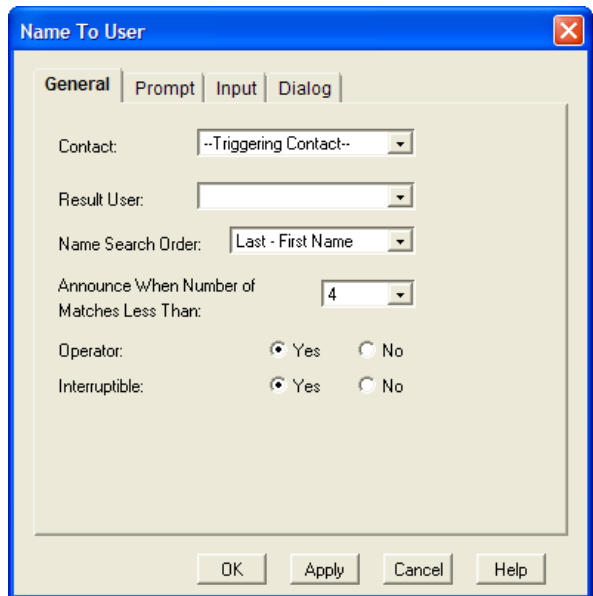 Name To User
General Prompt Input Dialog
Contact: --Triggering Contact--
Result User:
Name Search Order: Last - First Name
Announce When Number of
Matches Less Than: 4
Operator: Yes No
Interruptible: Yes No
OK Apply Cancel Help